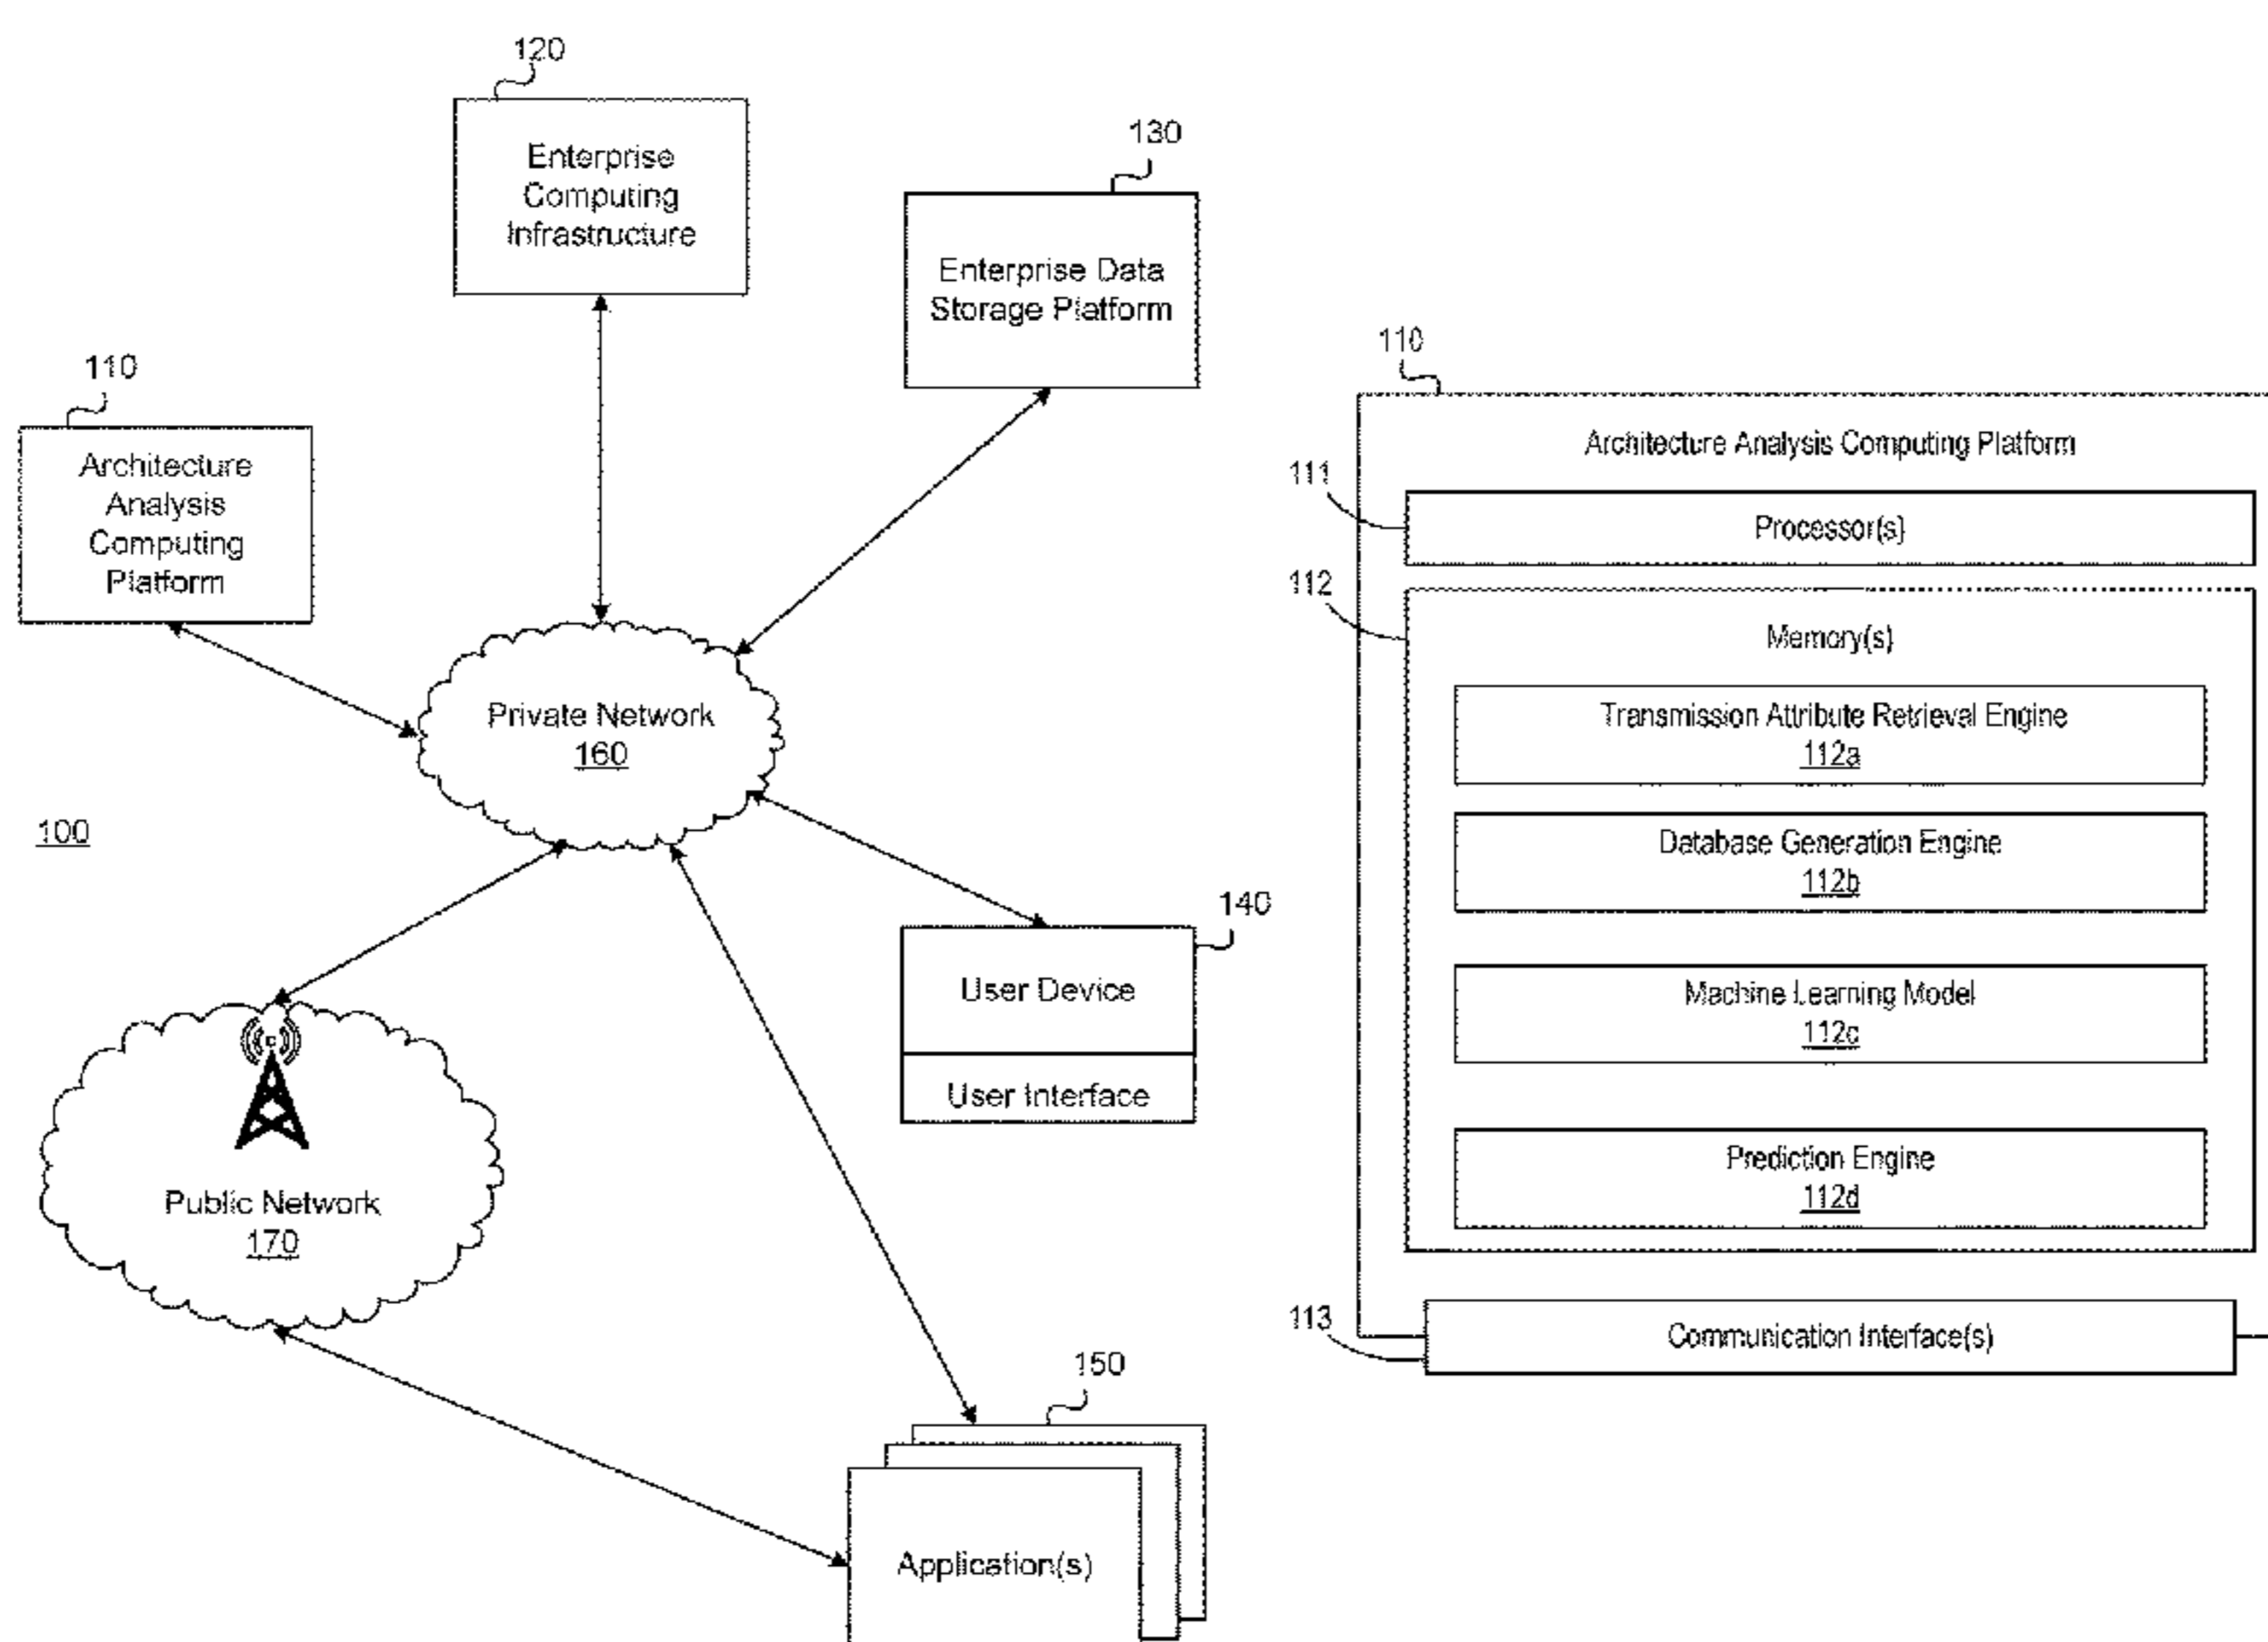 120
Enterprise
Computing
Infrastructure
130
Enterprise Data
Storage Platform
110
Architecture
Analysis
Computing
Platform
Private Network
160
100
140
User Device
User Interface
Public Network
170
150
Application(s)
110
Architecture Analysis Computing Platform
111
Processor(s)
112
Memory(s)
Transmission Attribute Retrieval Engine
112a
Database Generation Engine
112b
Machine Learning Model
112c
Prediction Engine
112d
113
Communication Interface(s)